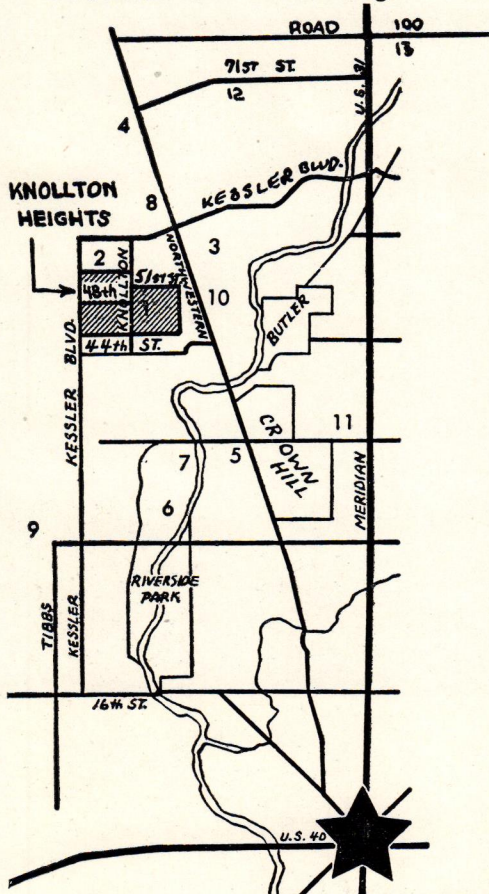 ROAD 100
13
71ST ST.
12
U.S. 31
4
KESSLER BLVD.
KNOLLTON
HEIGHTS
8
3
2
KNOLLTON
51ST ST
48th
1
10
NORTHWESTERN
BUTLER
44th ST.
KESSLER BLVD.
CROWN
HILL
11
7
5
6
9
MERIDIAN
RIVERSIDE
PARK
TIBBS
KESSLER
16th ST.
U.S. 40